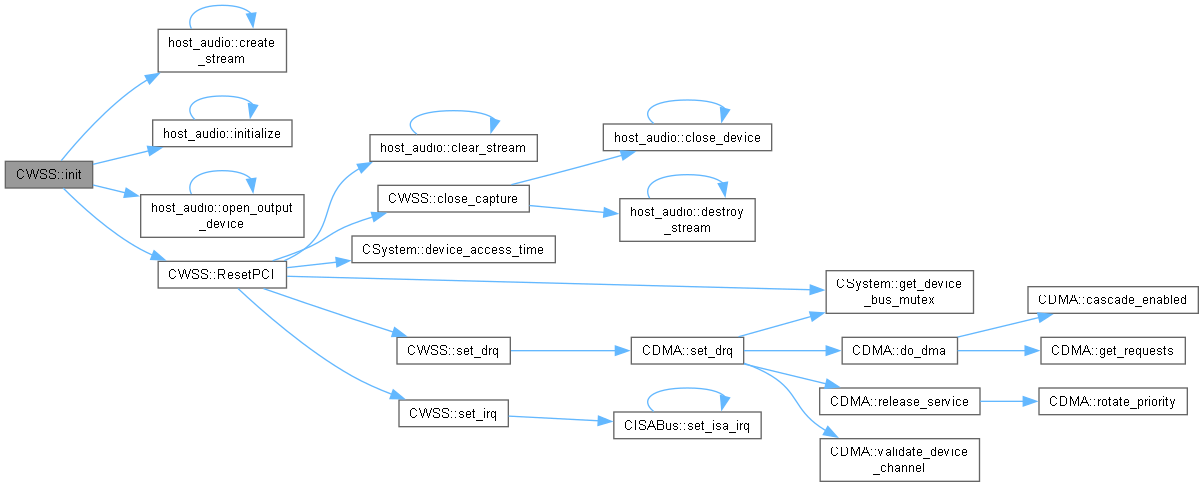 CWSS::init
host_audio::create
_stream
host_audio::initialize
host_audio::open_output
_device
CWSS::ResetPCI
host_audio::clear_stream
CWSS::close_capture
host_audio::close_device
host_audio::destroy
_stream
CSystem::device_access_time
CSystem::get_device
_bus_mutex
CWSS::set_drq
CDMA::set_drq
CDMA::do_dma
CDMA::cascade_enabled
CDMA::get_requests
CDMA::release_service
CDMA::rotate_priority
CDMA::validate_device
_channel
CWSS::set_irq
CISABus::set_isa_irq